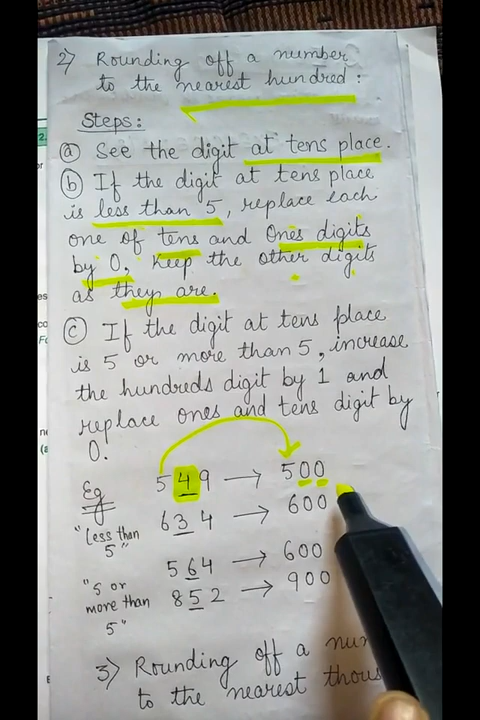 2) Rounding off a number
to the nearest hundred :
Steps :
(a) See the digit at tens place.
(b) If the digit at tens place
is less than 5, replace each
one of tens and Ones digits
by 0, keep the other digits
as they are.
(c) If the digit at tens place
is 5 or more than 5, increase
the hundreds digit by 1 and
replace ones and tens digit by
0.
Eg 549 → 500
"less than 5" 634 → 600
564 → 600
"5 or more than 5" 852 → 900
3) Rounding off a num
to the nearest thous